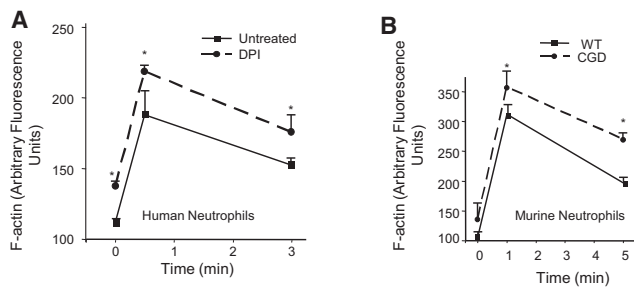 A
Untreated
DPI
F-actin (Arbitrary Fluorescence
Units)
250
200
150
100
*
*
*
Human Neutrophils
0 1 2 3
Time (min)
B
WT
CGD
F-actin (Arbitrary Fluorescence
Units)
350
300
250
200
150
100
*
*
Murine Neutrophils
0 1 2 3 4 5
Time (min)